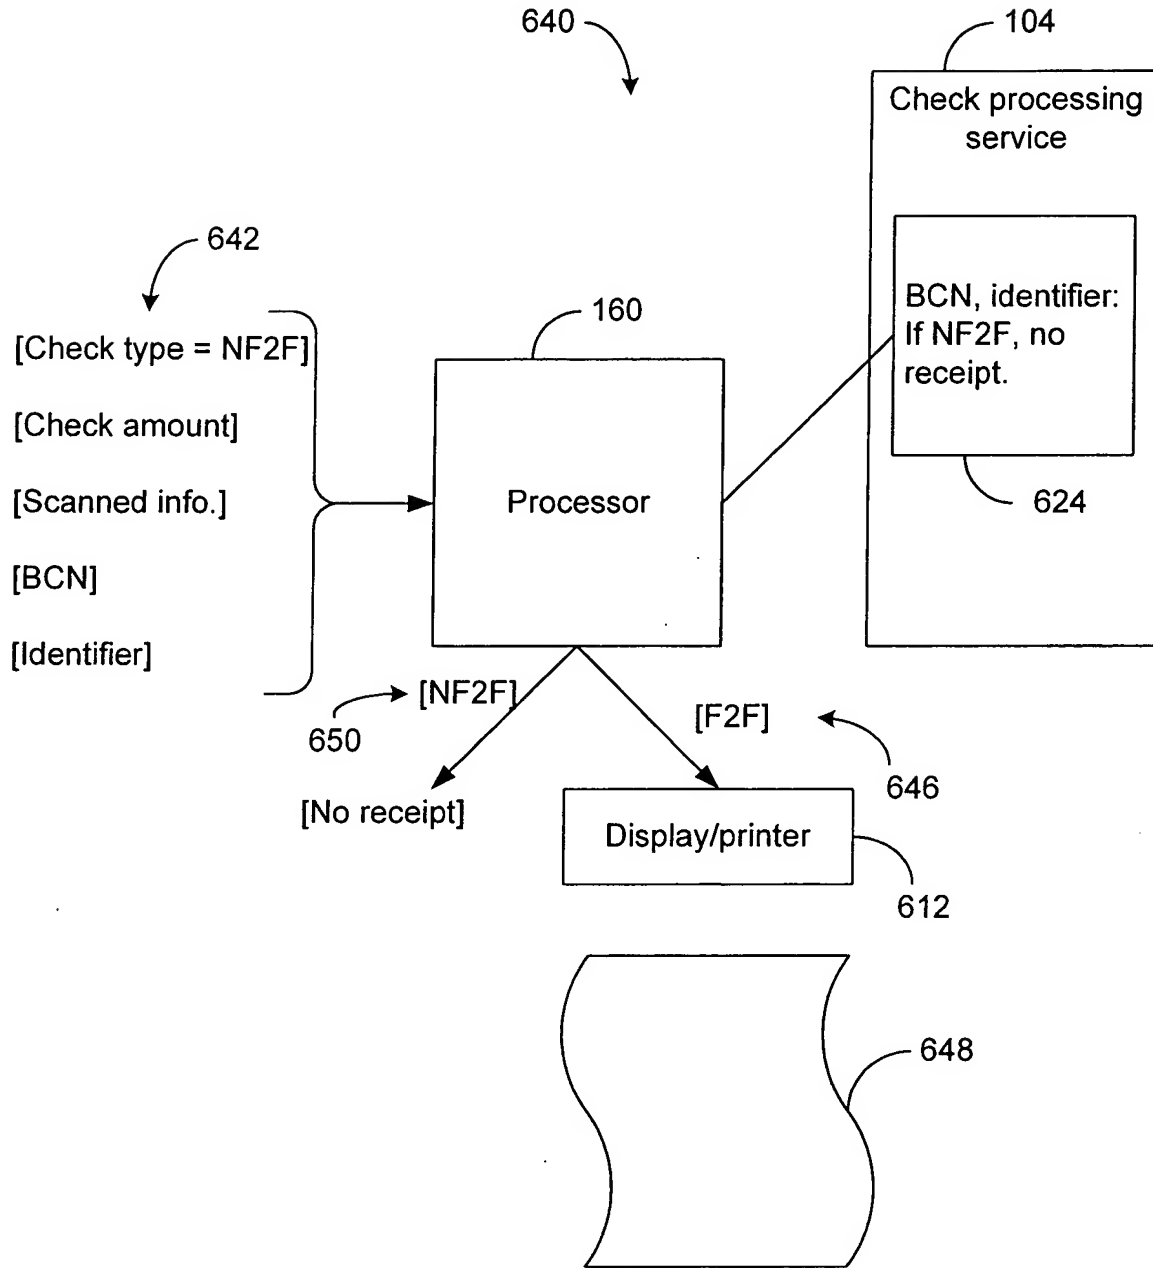 640
104
Check processing
service
642
[Check type = NF2F]
[Check amount]
[Scanned info.]
[BCN]
[Identifier]
160
Processor
BCN, identifier:
If NF2F, no
receipt.
624
[NF2F]
650
[No receipt]
[F2F]
646
Display/printer
612
648